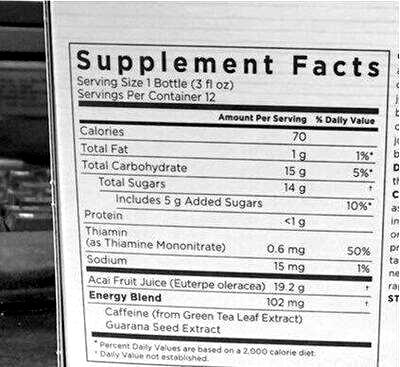 Supplement Facts
Serving Size 1 Bottle (3 fl oz)
Servings Per Container 12
Amount Per Serving % Daily Value
Calories 70
Total Fat 1 g 1%*
Total Carbohydrate 15 g 5%*
Total Sugars 14 g †
Includes 5 g Added Sugars 10%*
Protein <1 g
Thiamin
(as Thiamine Mononitrate) 0.6 mg 50%
Sodium 15 mg 1%
Acai Fruit Juice (Euterpe oleracea) 19.2 g †
Energy Blend 102 mg †
Caffeine (from Green Tea Leaf Extract)
Guarana Seed Extract
* Percent Daily Values are based on a 2,000 calorie diet.
† Daily Value not established.